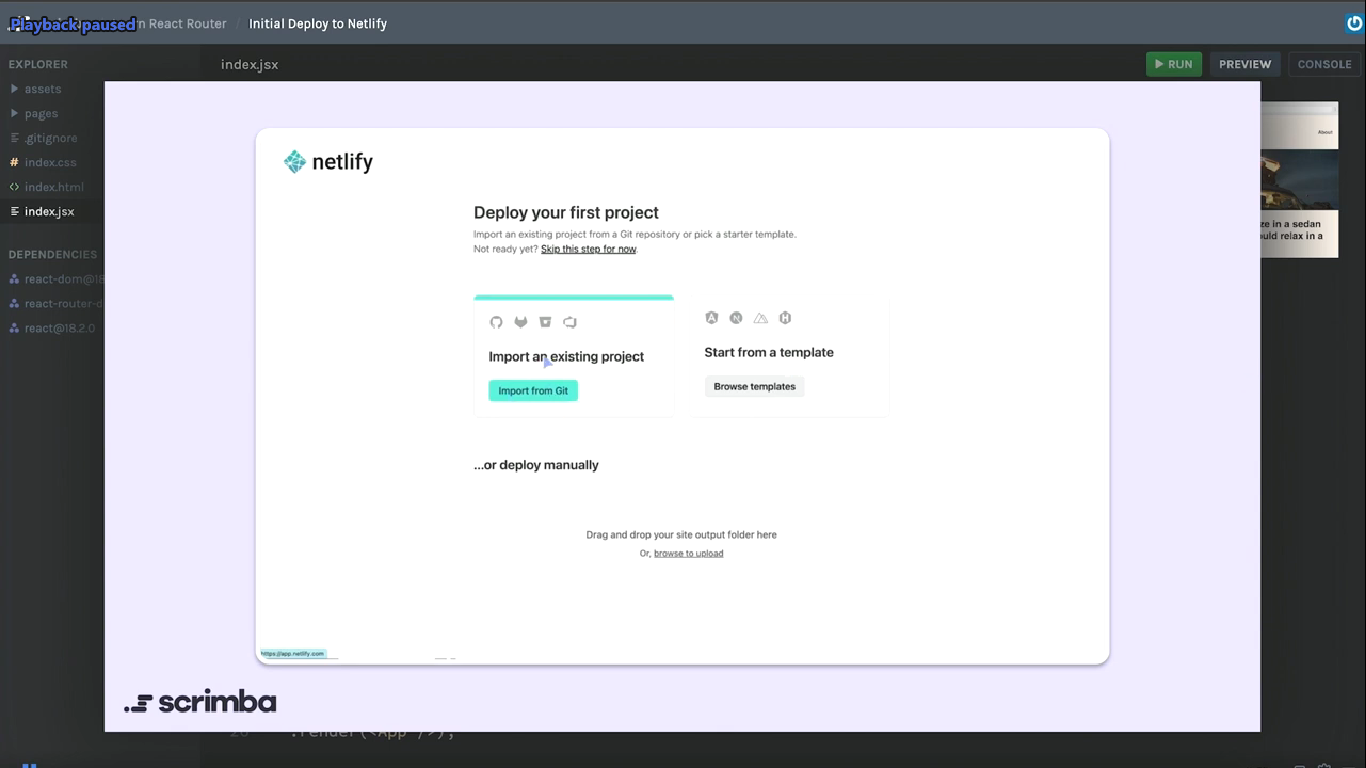 Playback paused
n React Router / Initial Deploy to Netlify
EXPLORER
index.jsx
RUN
PREVIEW
CONSOLE
assets
pages
.gitignore
index.css
index.html
index.jsx
DEPENDENCIES
react-dom@18
react-router-d
react@18.2.0
netlify
Deploy your first project
Import an existing project from a Git repository or pick a starter template.
Not ready yet? Skip this step for now.
Import an existing project
Import from Git
Start from a template
Browse templates
...or deploy manually
Drag and drop your site output folder here
Or, browse to upload
https://app.netlify.com
scrimba
About
ze in a sedan
ould relax in a
28 .render(<App />);